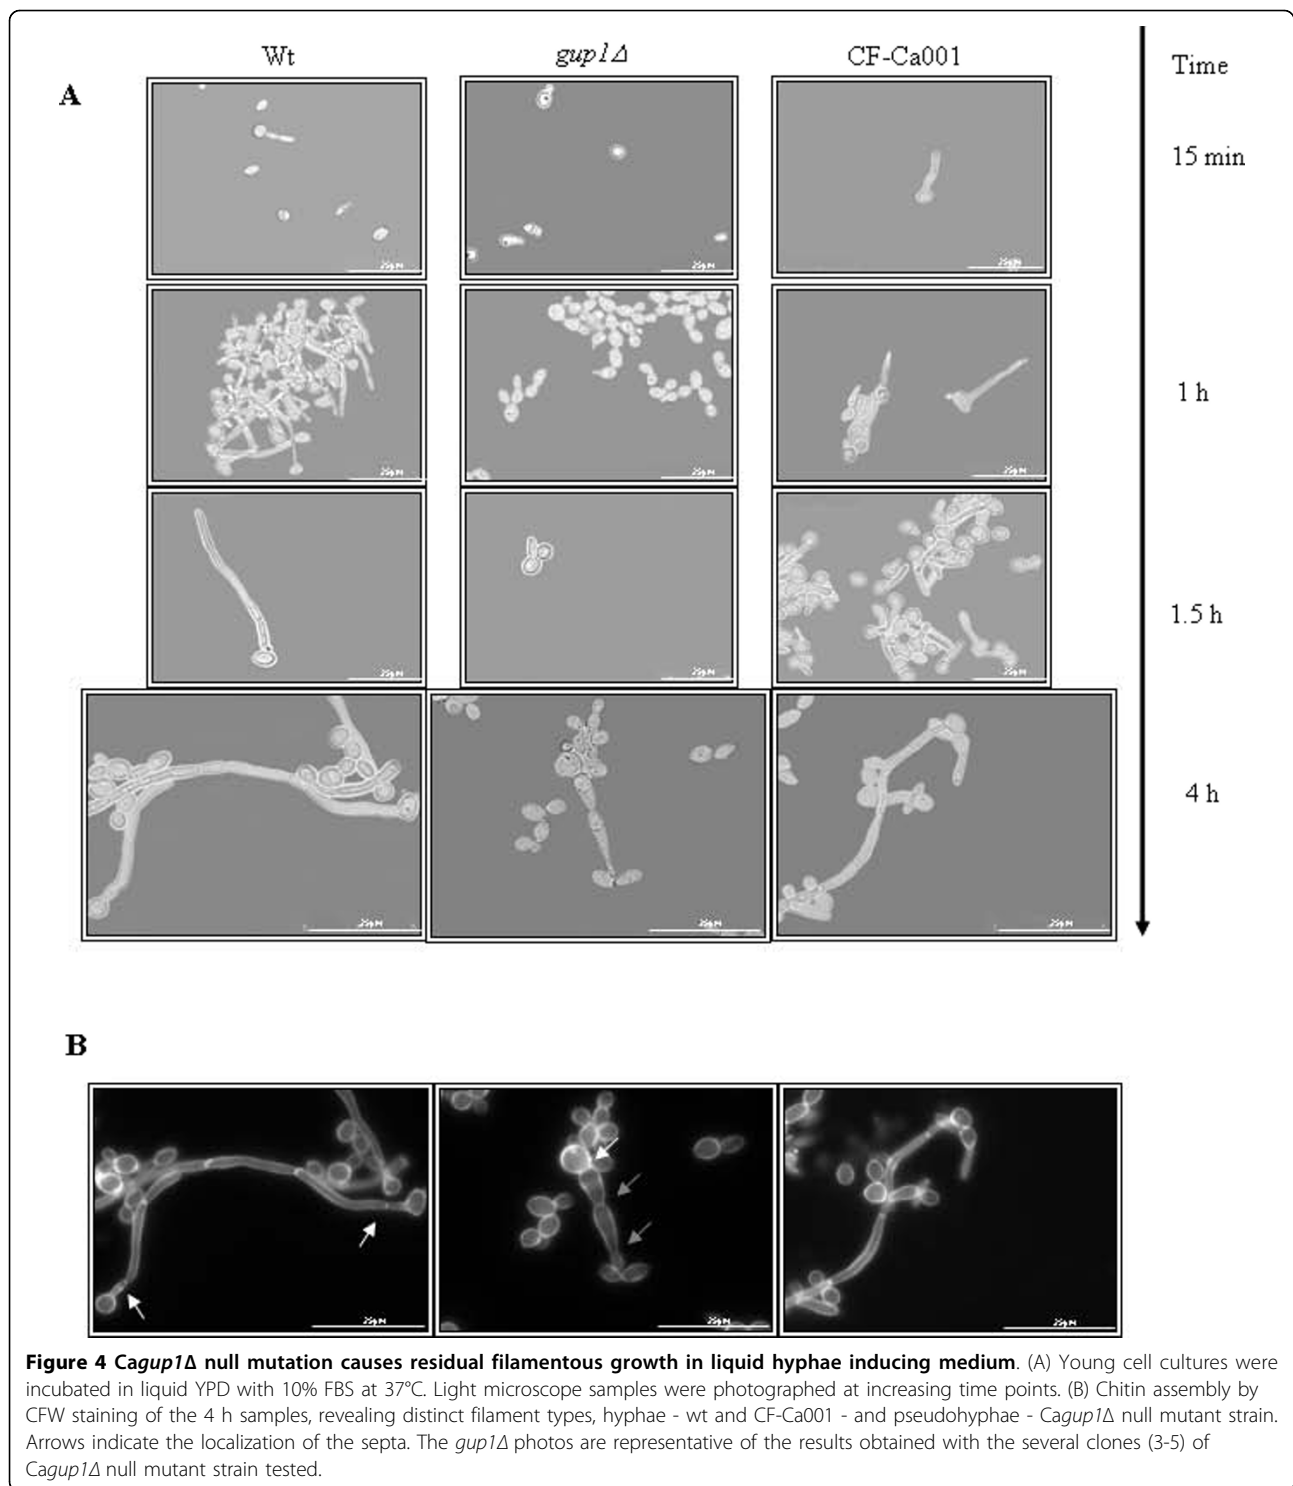 Wt gup1Δ CF-Ca001
Time
A
15 min
1 h
1.5 h
4 h
B
Figure 4 Cagup1Δ null mutation causes residual filamentous growth in liquid hyphae inducing medium. (A) Young cell cultures were
incubated in liquid YPD with 10% FBS at 37°C. Light microscope samples were photographed at increasing time points. (B) Chitin assembly by
CFW staining of the 4 h samples, revealing distinct filament types, hyphae - wt and CF-Ca001 - and pseudohyphae - Cagup1Δ null mutant strain.
Arrows indicate the localization of the septa. The gup1Δ photos are representative of the results obtained with the several clones (3-5) of
Cagup1Δ null mutant strain tested.